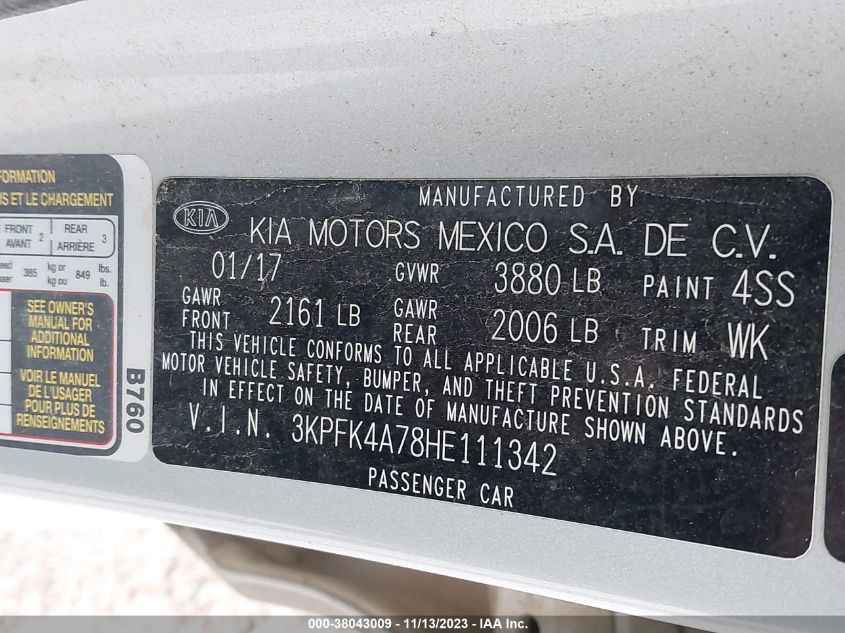 FORMATION
S ET LE CHARGEMENT
FRONT
AVANT 2
REAR
ARRIÈRE 3
385 kg or
kg ou 849 lbs.
lb.
SEE OWNER'S
MANUAL FOR
ADDITIONAL
INFORMATION
VOIR LE MANUEL
DE L'USAGER
POUR PLUS DE
RENSEIGNEMENTS
B760
MANUFACTURED BY
KIA
KIA MOTORS MEXICO S.A. DE C.V.
01/17 GVWR 3880 LB PAINT 4SS
GAWR
FRONT 2161 LB GAWR
REAR 2006 LB TRIM WK
THIS VEHICLE CONFORMS TO ALL APPLICABLE U.S.A. FEDERAL
MOTOR VEHICLE SAFETY, BUMPER, AND THEFT PREVENTION STANDARDS
IN EFFECT ON THE DATE OF MANUFACTURE SHOWN ABOVE.
V.I.N. 3KPFK4A78HE111342
PASSENGER CAR
000-38043009 - 11/13/2023 - IAA Inc.